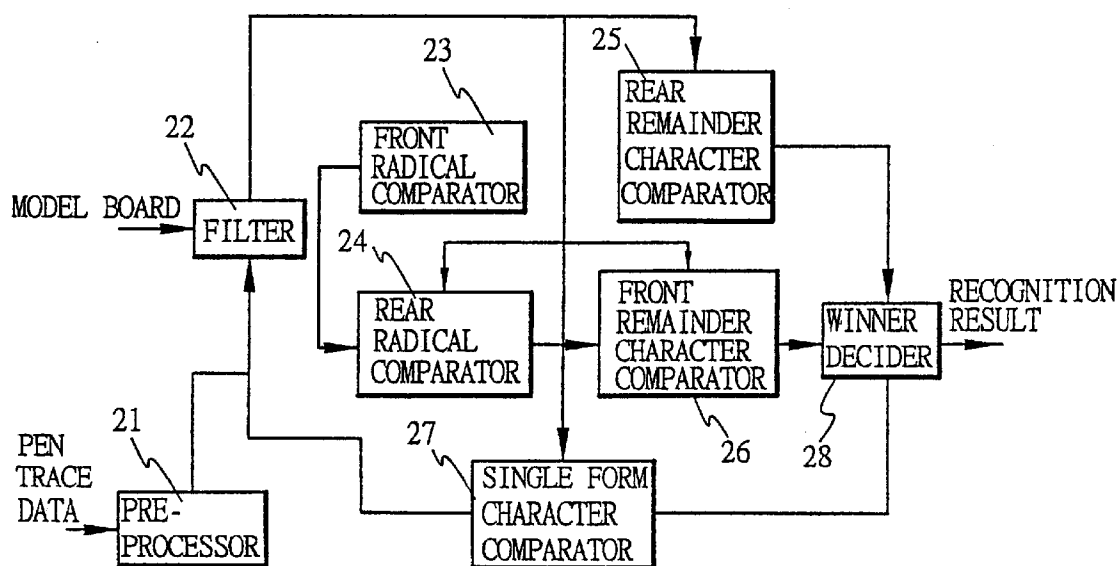 23
FRONT
RADICAL
COMPARATOR
25
REAR
REMAINDER
CHARACTER
COMPARATOR
22
MODEL BOARD
FILTER
24
REAR
RADICAL
COMPARATOR
FRONT
REMAINDER
CHARACTER
COMPARATOR
26
WINNER
DECIDER
28
RECOGNITION
RESULT
21
PEN
TRACE
DATA
PRE-
PROCESSOR
27
SINGLE FORM
CHARACTER
COMPARATOR